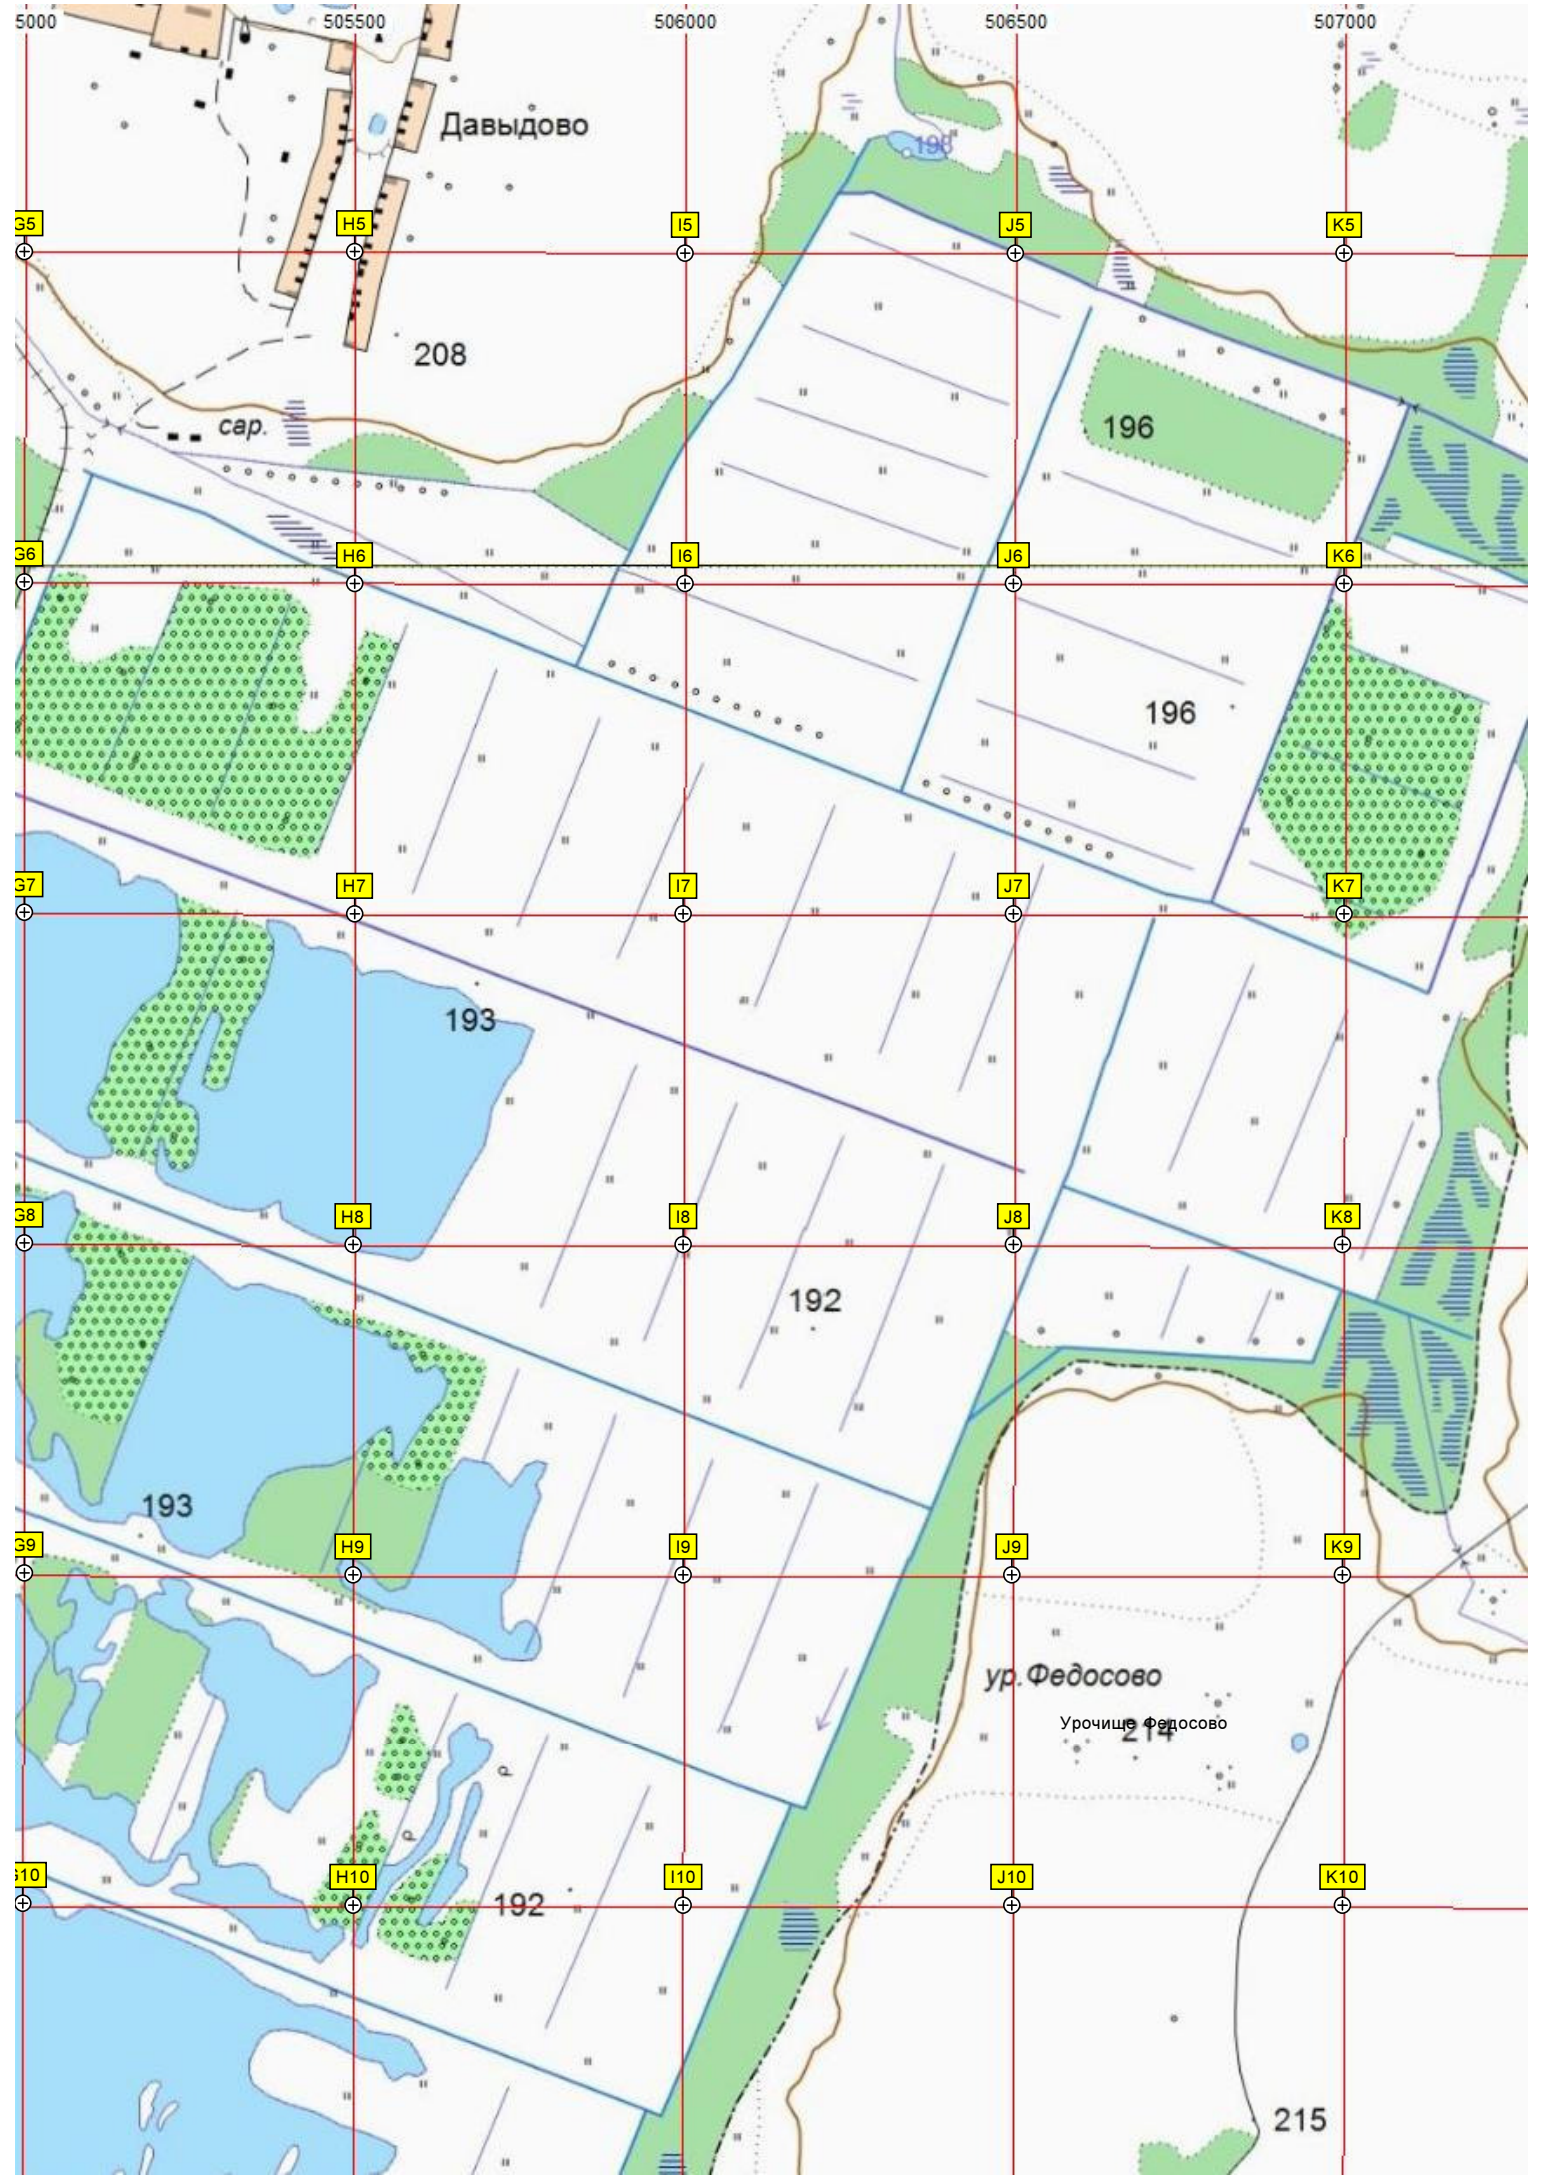 5000 505500 506000 506500 507000
Давыдово
198
G5 H5 I5 J5 K5
208
сар.
196
G6 H6 I6 J6 K6
196
G7 H7 I7 J7 K7
193
G8 H8 I8 J8 K8
192
193
G9 H9 I9 J9 K9
ур.Федосово
Урочище Федосово
214
р
р
G10 H10 I10 J10 K10
192
215